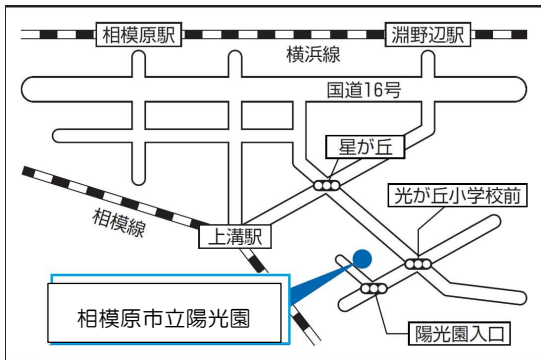 相模原駅
淵野辺駅
横浜線
国道16号
星が丘
光が丘小学校前
相模線
上溝駅
相模原市立陽光園
陽光園入口